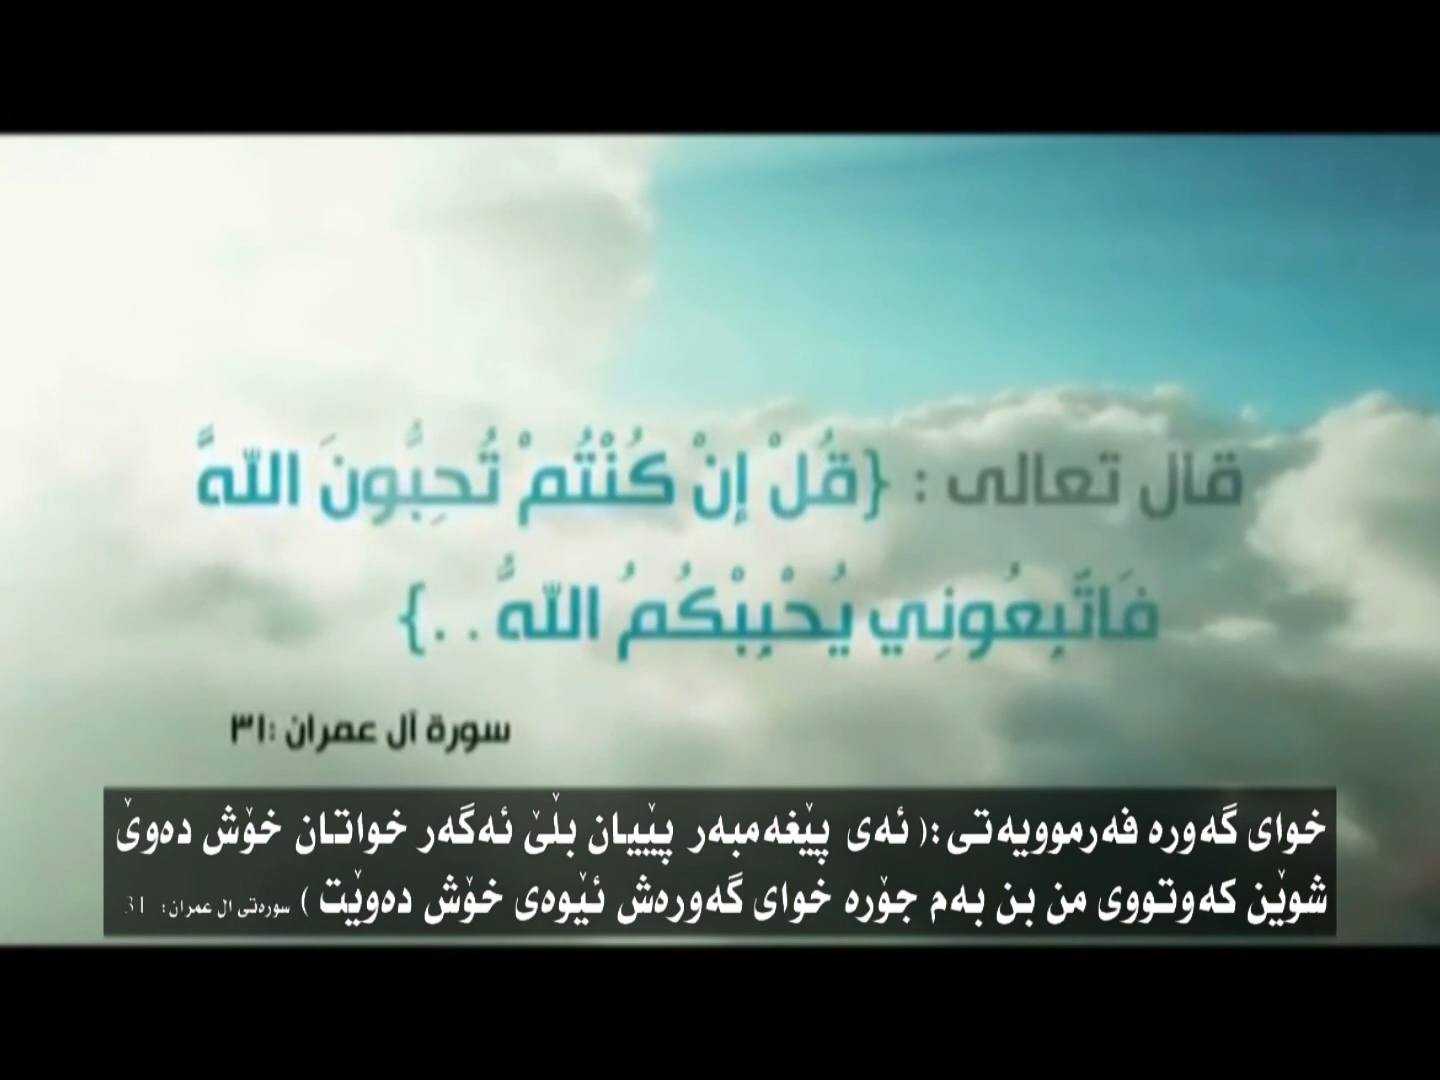 قال تعالى : {قُلْ إِنْ كُنْتُمْ تُحِبُّونَ اللَّهَ
فَاتَّبِعُونِي يُحْبِبْكُمُ اللَّهُ . . }
سورة آل عمران :٣١
خوای گەورە فەرموویەتی :( ئەی پێغەمبەر پێیان بڵێ ئەگەر خواتان خۆش دەوێ
شوێن کەوتووی من بن بەم جۆرە خوای گەورەش ئێوەی خۆش دەوێت ) سورەتی ال عمران: 31